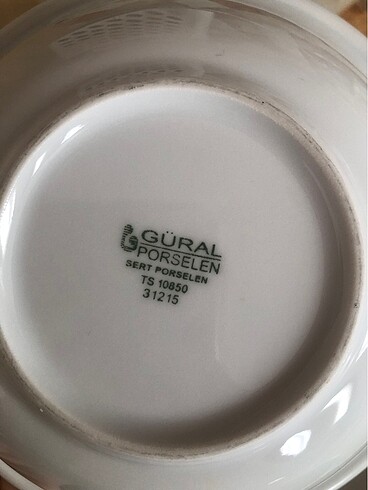 GÜRAL
PORSELEN
SERT PORSELEN
TS 10850
31215